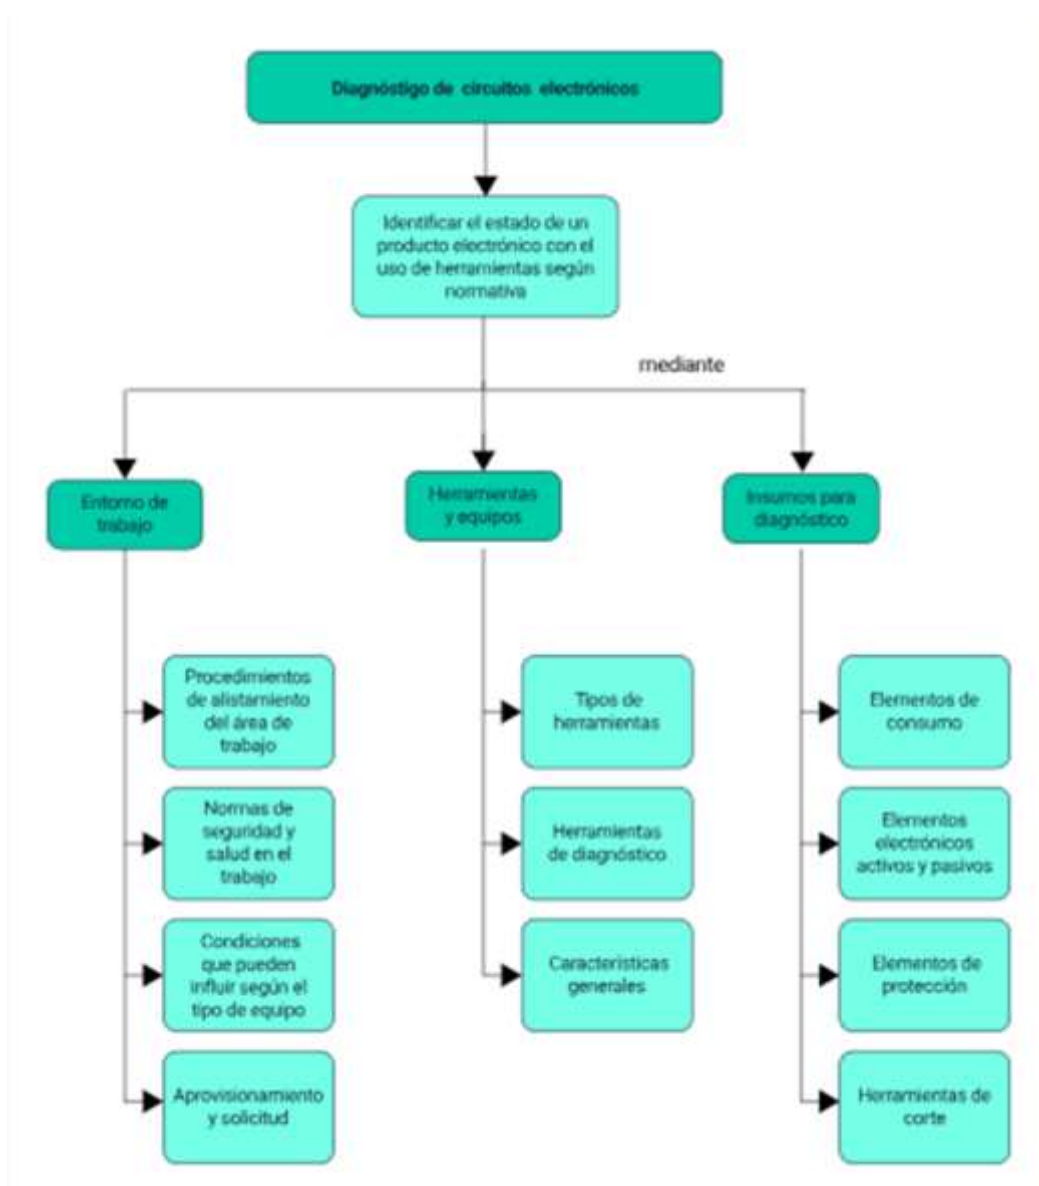 Diagnóstigo de circuitos electrónicos
Identificar el estado de un
producto electrónico con el
uso de herramientas según
normativa
mediante
Entorno de
trabajo
Procedimientos
de alistamiento
del área de
trabajo
Normas de
seguridad y
salud en el
trabajo
Condiciones
que pueden
influir según el
tipo de equipo
Aprovisionamiento
y solicitud
Herramientas
y equipos
Tipos de
herramientas
Herramientas
de diagnóstico
Características
generales
Insumos para
diagnóstico
Elementos de
consumo
Elementos
electrónicos
activos y pasivos
Elementos de
protección
Herramientas de
corte